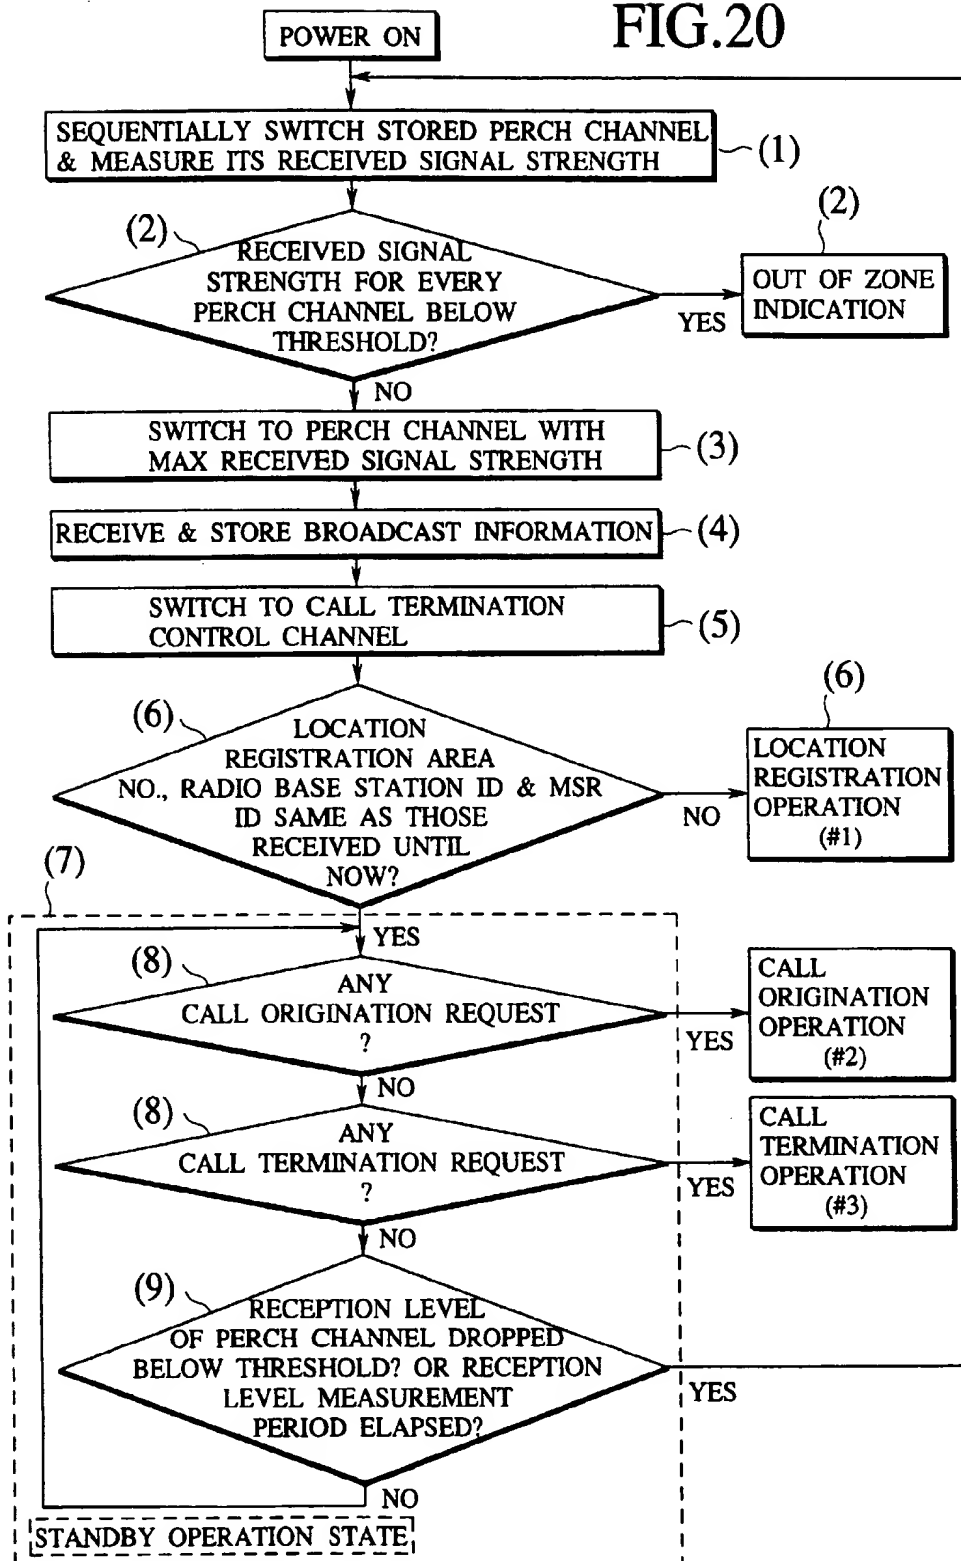 FIG.20
POWER ON
SEQUENTIALLY SWITCH STORED PERCH CHANNEL
& MEASURE ITS RECEIVED SIGNAL STRENGTH
(1)
(2)
RECEIVED SIGNAL
STRENGTH FOR EVERY
PERCH CHANNEL BELOW
THRESHOLD?
YES
(2)
OUT OF ZONE
INDICATION
NO
SWITCH TO PERCH CHANNEL WITH
MAX RECEIVED SIGNAL STRENGTH
(3)
RECEIVE & STORE BROADCAST INFORMATION
(4)
SWITCH TO CALL TERMINATION
CONTROL CHANNEL
(5)
(6)
LOCATION
REGISTRATION AREA
NO., RADIO BASE STATION ID & MSR
ID SAME AS THOSE
RECEIVED UNTIL
NOW?
NO
(6)
LOCATION
REGISTRATION
OPERATION
(#1)
(7)
YES
(8)
ANY
CALL ORIGINATION REQUEST
?
YES
CALL
ORIGINATION
OPERATION
(#2)
NO
(8)
ANY
CALL TERMINATION REQUEST
?
YES
CALL
TERMINATION
OPERATION
(#3)
NO
(9)
RECEPTION LEVEL
OF PERCH CHANNEL DROPPED
BELOW THRESHOLD? OR RECEPTION
LEVEL MEASUREMENT
PERIOD ELAPSED?
YES
NO
STANDBY OPERATION STATE